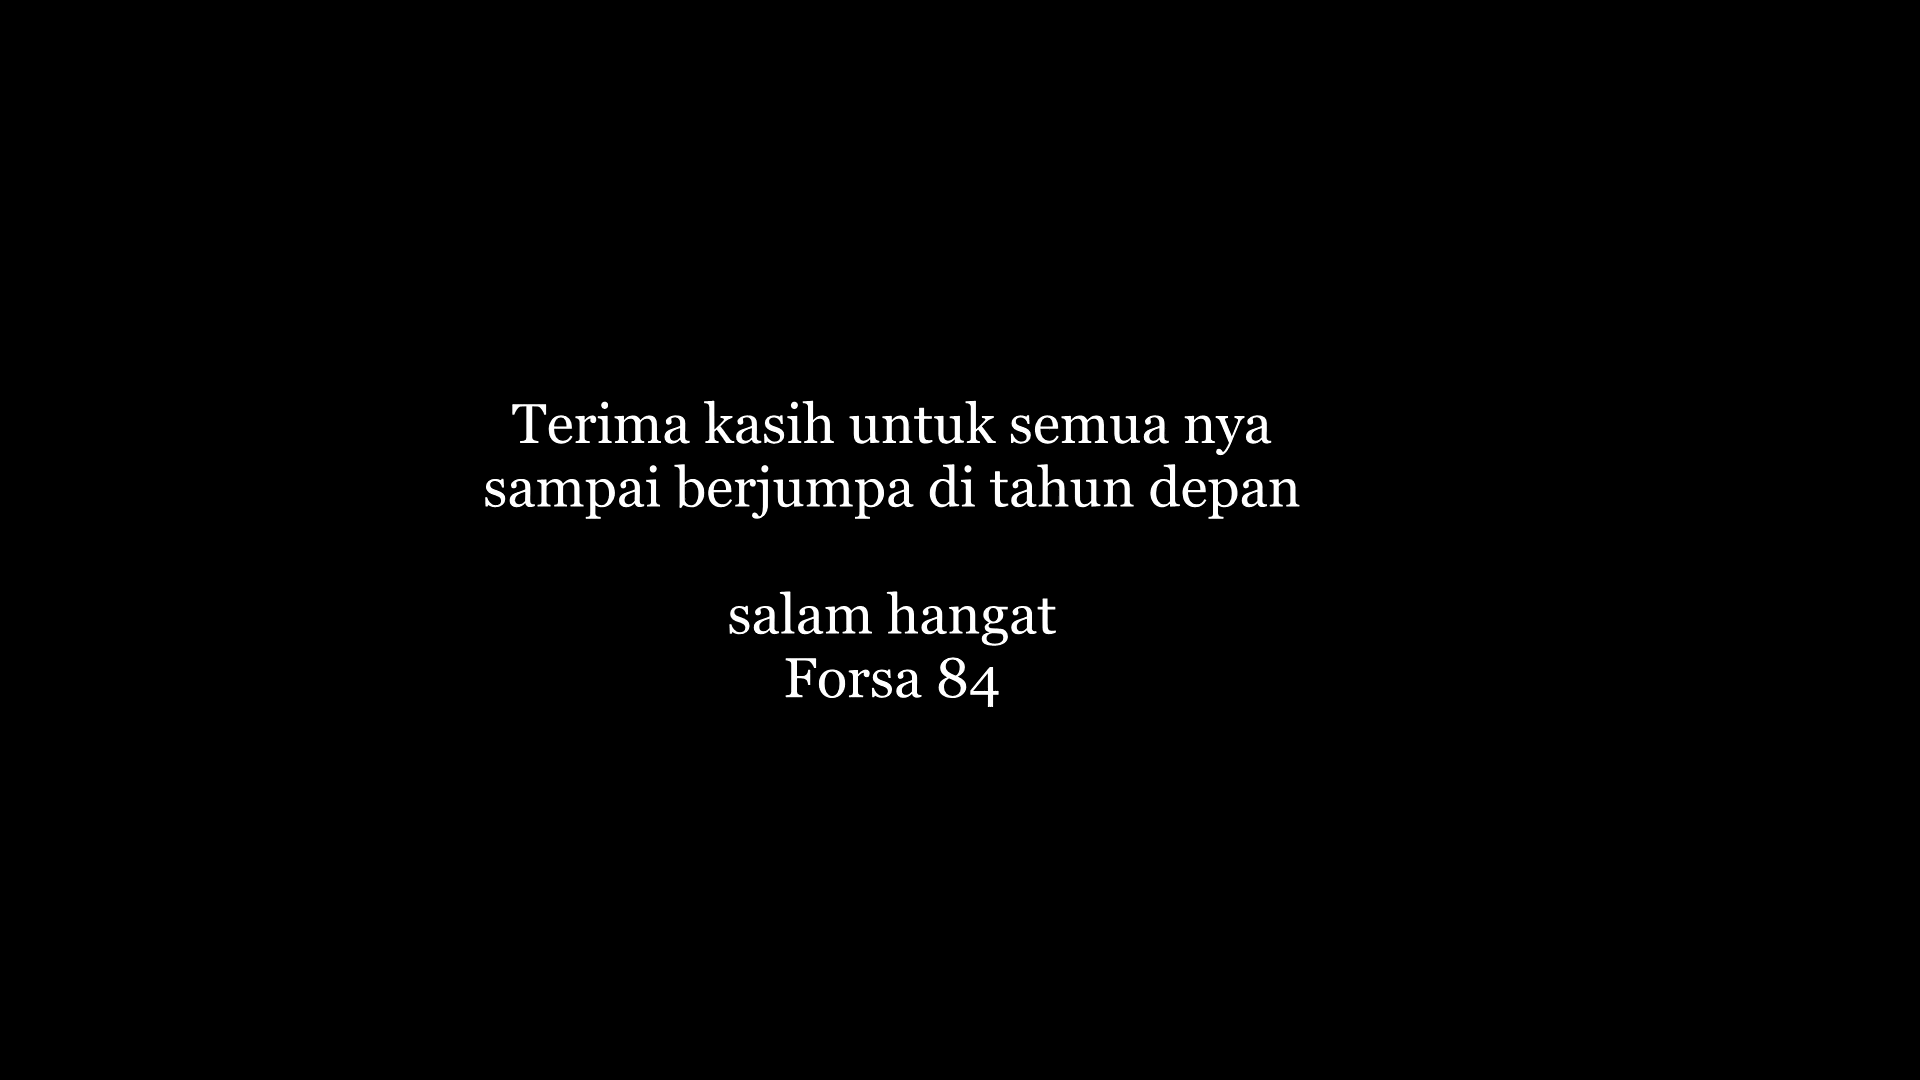 Terima kasih untuk semua nya
sampai berjumpa di tahun depan
salam hangat
Forsa 84